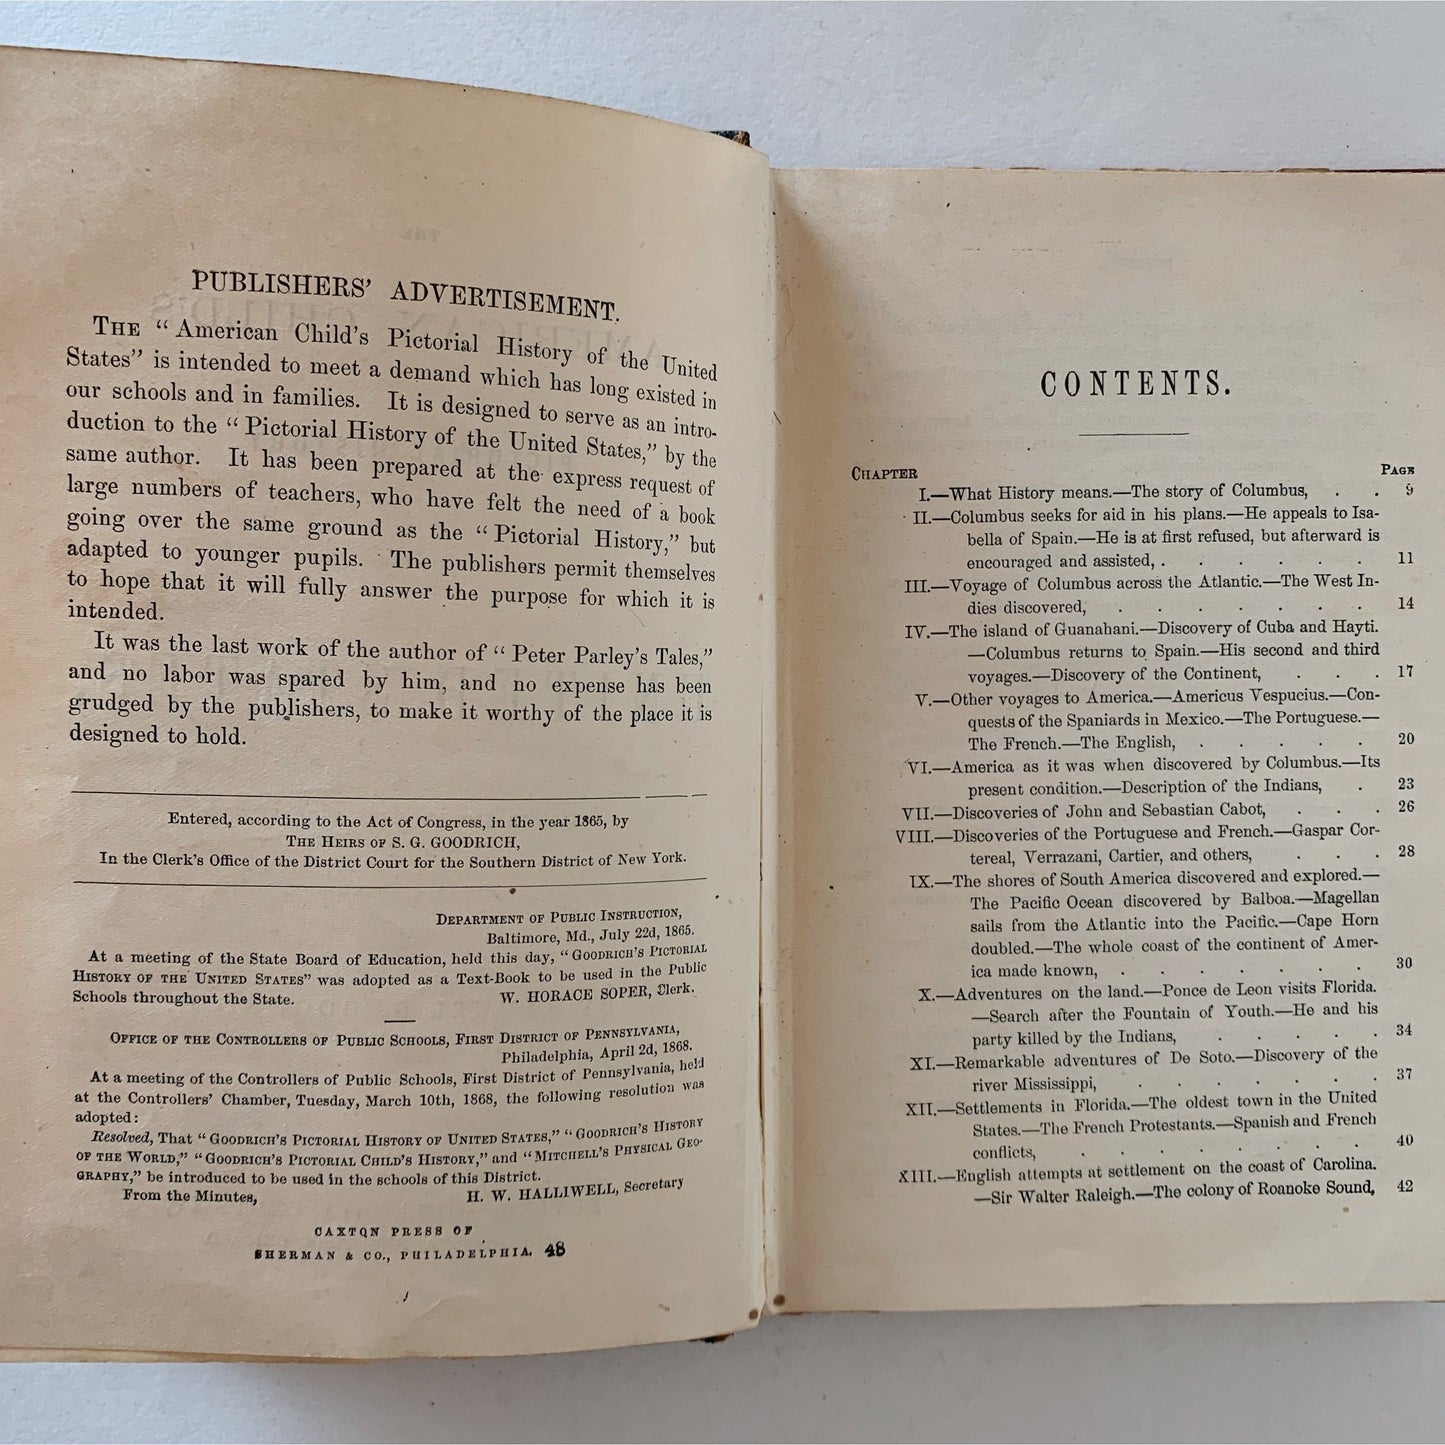 PUBLISHERS' ADVERTISEMENT.
THE “American Child's Pictorial History of the United
States” is intended to meet a demand which has long existed in
our schools and in families. It is designed to serve as an intro-
duction to the “Pictorial History of the United States,” by the
same author. It has been prepared at the express request of
large numbers of teachers, who have felt the need of a book
going over the same ground as the “Pictorial History,” but
adapted to younger pupils. The publishers permit themselves
to hope that it will fully answer the purpose for which it is
intended.
It was the last work of the author of “Peter Parley's Tales,”
and no labor was spared by him, and no expense has been
grudged by the publishers, to make it worthy of the place it is
designed to hold.
Entered, according to the Act of Congress, in the year 1865, by
THE HEIRS OF S. G. GOODRICH,
In the Clerk's Office of the District Court for the Southern District of New York.
DEPARTMENT OF PUBLIC INSTRUCTION,
Baltimore, Md., July 22d, 1865.
At a meeting of the State Board of Education, held this day, “GOODRICH'S PICTORIAL
HISTORY OF THE UNITED STATES” was adopted as a Text-Book to be used in the Public
Schools throughout the State. W. HORACE SOPER, Clerk.
OFFICE OF THE CONTROLLERS OF PUBLIC SCHOOLS, FIRST DISTRICT OF PENNSYLVANIA,
Philadelphia, April 2d, 1868.
At a meeting of the Controllers of Public Schools, First District of Pennsylvania, held
at the Controllers' Chamber, Tuesday, March 10th, 1868, the following resolution was
adopted:
Resolved, That “GOODRICH'S PICTORIAL HISTORY OF UNITED STATES,” “GOODRICH'S HISTORY
OF THE WORLD,” “GOODRICH'S PICTORIAL CHILD'S HISTORY,” and “MITCHELL'S PHYSICAL GEO-
GRAPHY,” be introduced to be used in the schools of this District.
From the Minutes, H. W. HALLIWELL, Secretary
CAXTON PRESS OF
SHERMAN & CO., PHILADELPHIA. 48
CONTENTS.
CHAPTER PAGE
I.—What History means.—The story of Columbus, . . 9
II.—Columbus seeks for aid in his plans.—He appeals to Isa-
bella of Spain.—He is at first refused, but afterward is
encouraged and assisted, . . . . . . 11
III.—Voyage of Columbus across the Atlantic.—The West In-
dies discovered, . . . . . . . 14
IV.—The island of Guanahani.—Discovery of Cuba and Hayti.
—Columbus returns to Spain.—His second and third
voyages.—Discovery of the Continent, . . . 17
V.—Other voyages to America.—Americus Vespucius.—Con-
quests of the Spaniards in Mexico.—The Portuguese.—
The French.—The English, . . . . . 20
VI.—America as it was when discovered by Columbus.—Its
present condition.—Description of the Indians, . 23
VII.—Discoveries of John and Sebastian Cabot, . . . 26
VIII.—Discoveries of the Portuguese and French.—Gaspar Cor-
tereal, Verrazani, Cartier, and others, . . . 28
IX.—The shores of South America discovered and explored.—
The Pacific Ocean discovered by Balboa.—Magellan
sails from the Atlantic into the Pacific.—Cape Horn
doubled.—The whole coast of the continent of Amer-
ica made known, . . . . . . . 30
X.—Adventures on the land.—Ponce de Leon visits Florida.
—Search after the Fountain of Youth.—He and his
party killed by the Indians, . . . . . 34
XI.—Remarkable adventures of De Soto.—Discovery of the
river Mississippi, . . . . . . . 37
XII.—Settlements in Florida.—The oldest town in the United
States.—The French Protestants.—Spanish and French
conflicts, . . . . . . . 40
XIII.—English attempts at settlement on the coast of Carolina.
—Sir Walter Raleigh.—The colony of Roanoke Sound, 42